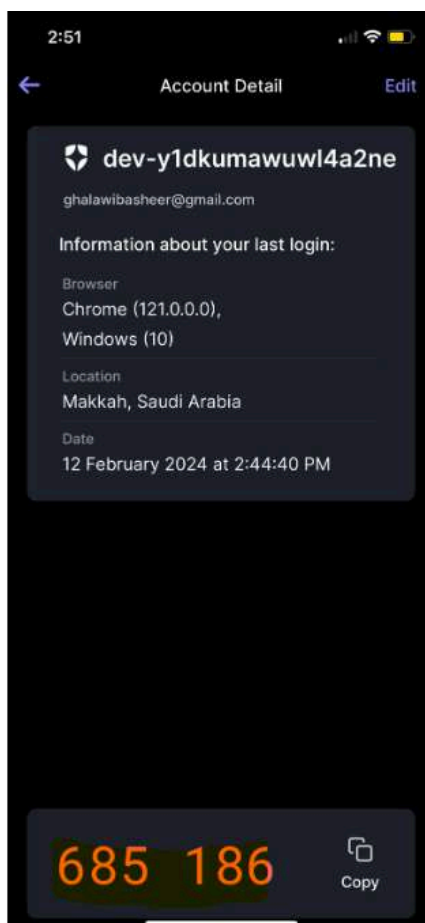 2:51
Account Detail
Edit
dev-y1dkumawuwl4a2ne
ghalawibasheer@gmail.com
Information about your last login:
Browser
Chrome (121.0.0.0),
Windows (10)
Location
Makkah, Saudi Arabia
Date
12 February 2024 at 2:44:40 PM
685 186
Copy